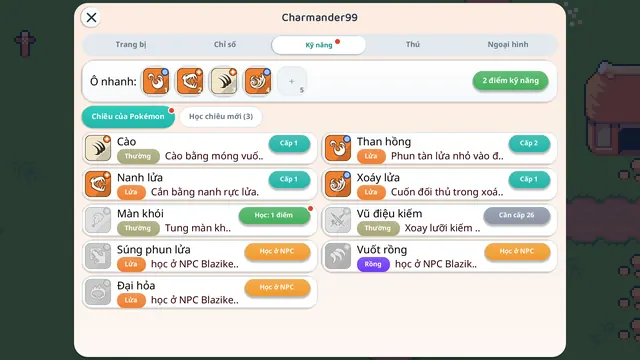 Charmander99
Trang bị
Chỉ số
Kỹ năng
Thú
Ngoại hình
Ô nhanh:
1
2
3
4
+
5
2 điểm kỹ năng
Chiêu của Pokémon
Học chiêu mới (3)
Cào
Cấp 1
Thường
Cào bằng móng vuố..
Than hồng
Cấp 2
Lửa
Phun tàn lửa nhỏ vào đ..
Nanh lửa
Cấp 1
Lửa
Cắn bằng nanh rực lửa.
Xoáy lửa
Cấp 1
Lửa
Cuốn đối thủ trong xoá..
Màn khói
Học: 1 điểm
Thường
Tung màn kh..
Vũ điệu kiếm
Cần cấp 26
Thường
Xoay lưỡi kiếm ..
Súng phun lửa
Học ở NPC
Lửa
học ở NPC Blazike..
Vuốt rồng
Học ở NPC
Rồng
học ở NPC Blazik..
Đại hỏa
Học ở NPC
Lửa
học ở NPC Blazike..